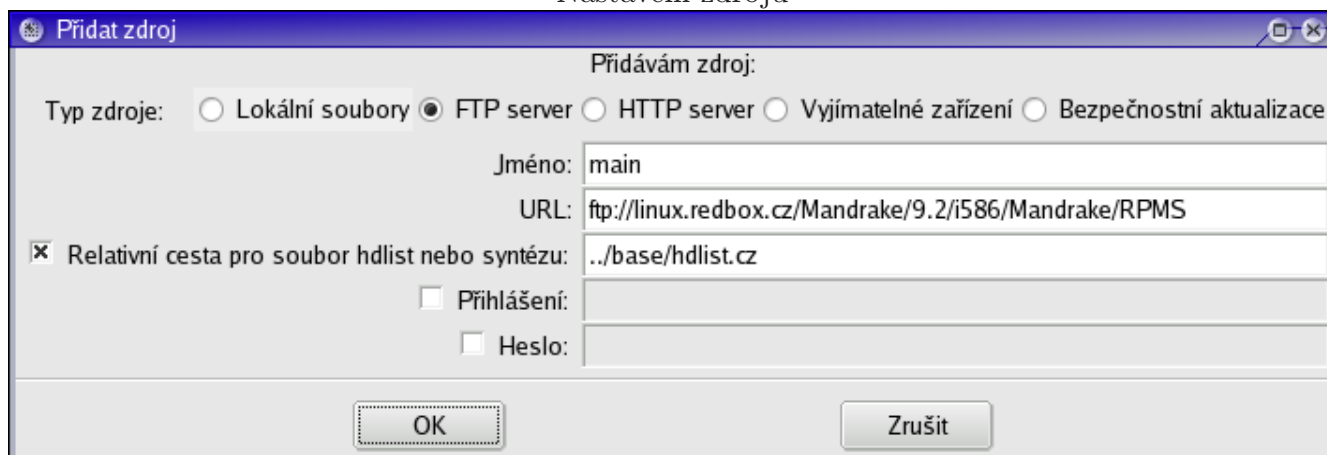 Nastavení zdrojů
Přidat zdroj
Přidávám zdroj:
Typ zdroje: Lokální soubory FTP server HTTP server Vyjímatelné zařízení Bezpečnostní aktualizace
Jméno: main
URL: ftp://linux.redbox.cz/Mandrake/9.2/i586/Mandrake/RPMS
Relativní cesta pro soubor hdlist nebo syntézu: ../base/hdlist.cz
Přihlášení:
Heslo:
OK Zrušit